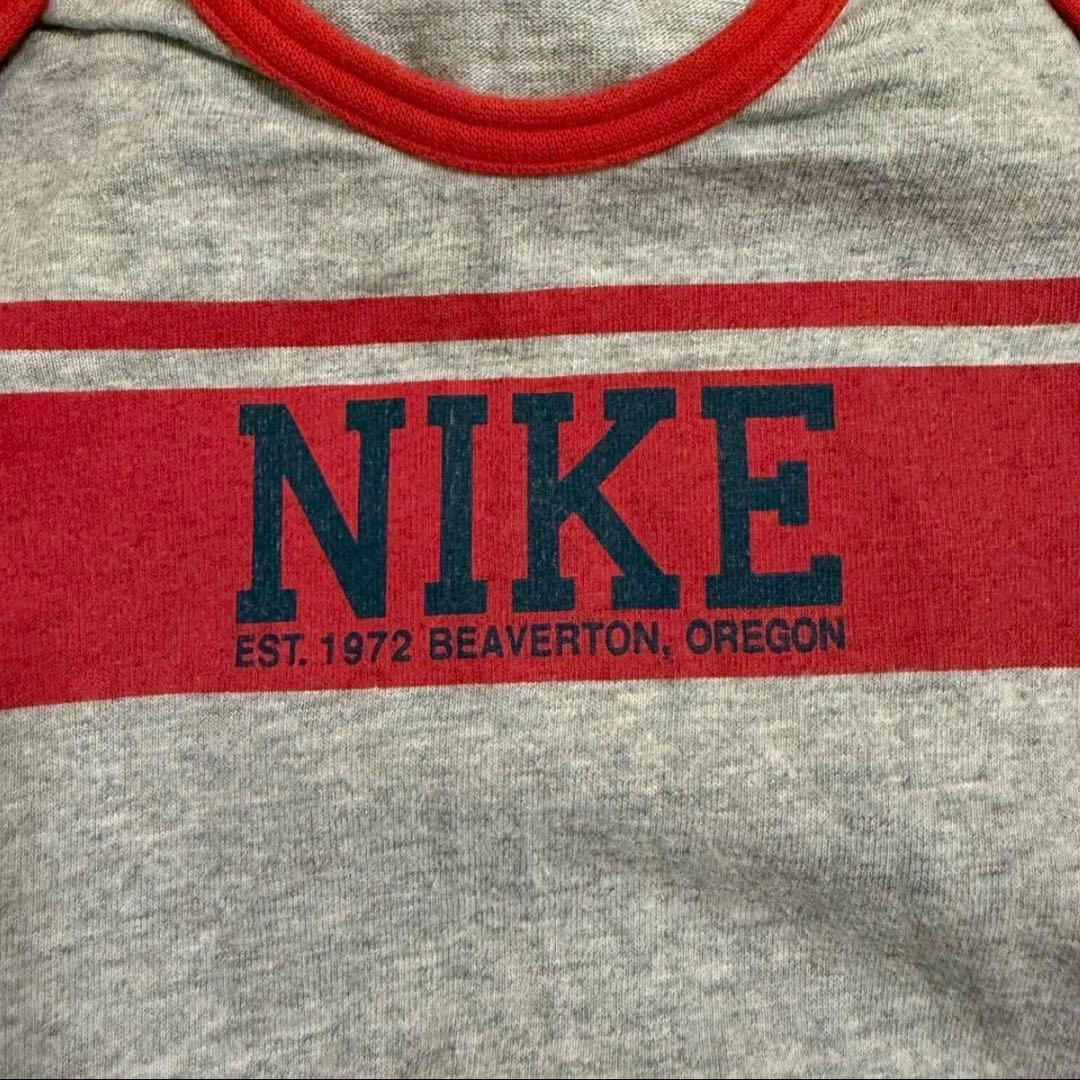 NIKE
EST. 1972 BEAVERTON, OREGON